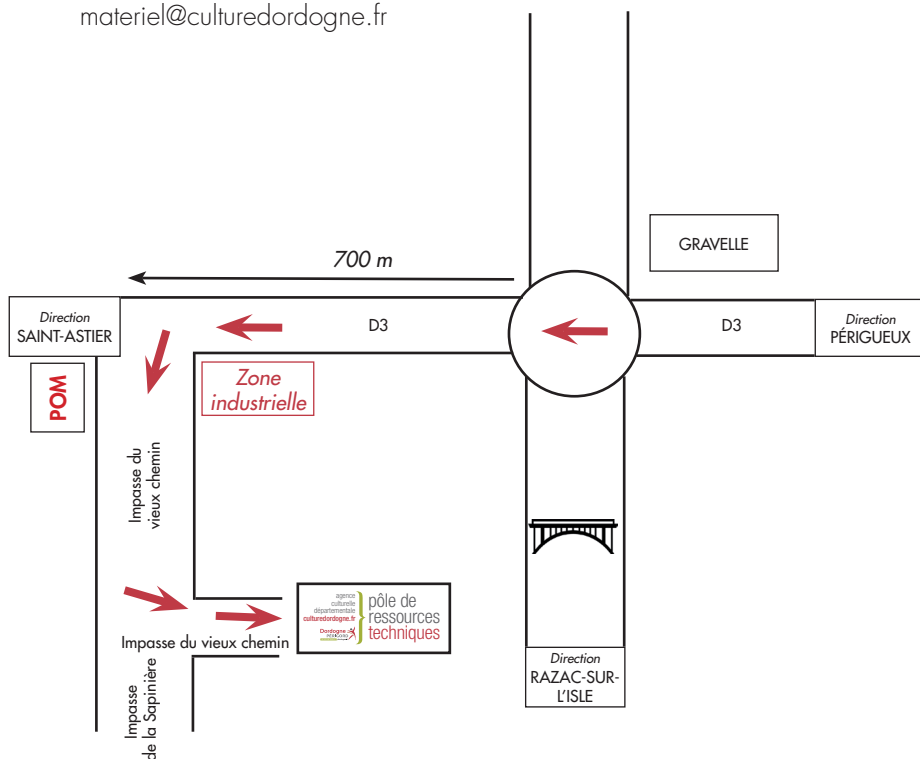 materiel@culturedordogne.fr
GRAVELLE
700 m
Direction
SAINT-ASTIER
D3
D3
Direction
PÉRIGUEUX
POM
Zone
industrielle
Impasse du
vieux chemin
agence
culturelle
départementale
culturedordogne.fr
Dordogne
PÉRIGORD
pôle de
ressources
techniques
Impasse du vieux chemin
Impasse
de la Sapinière
Direction
RAZAC-SUR-
L'ISLE